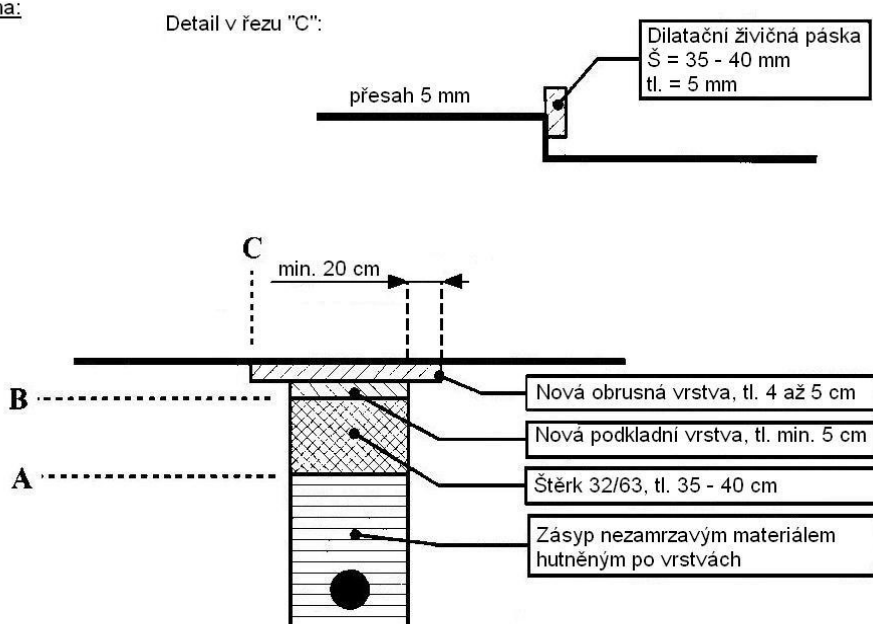 na:
Detail v řezu "C":
Dilatační živičná páska
Š = 35 - 40 mm
tl. = 5 mm
přesah 5 mm
C
min. 20 cm
B
Nová obrusná vrstva, tl. 4 až 5 cm
Nová podkladní vrstva, tl. min. 5 cm
A
Štěrk 32/63, tl. 35 - 40 cm
Zásyp nezamrzavým materiálem
hutněným po vrstvách